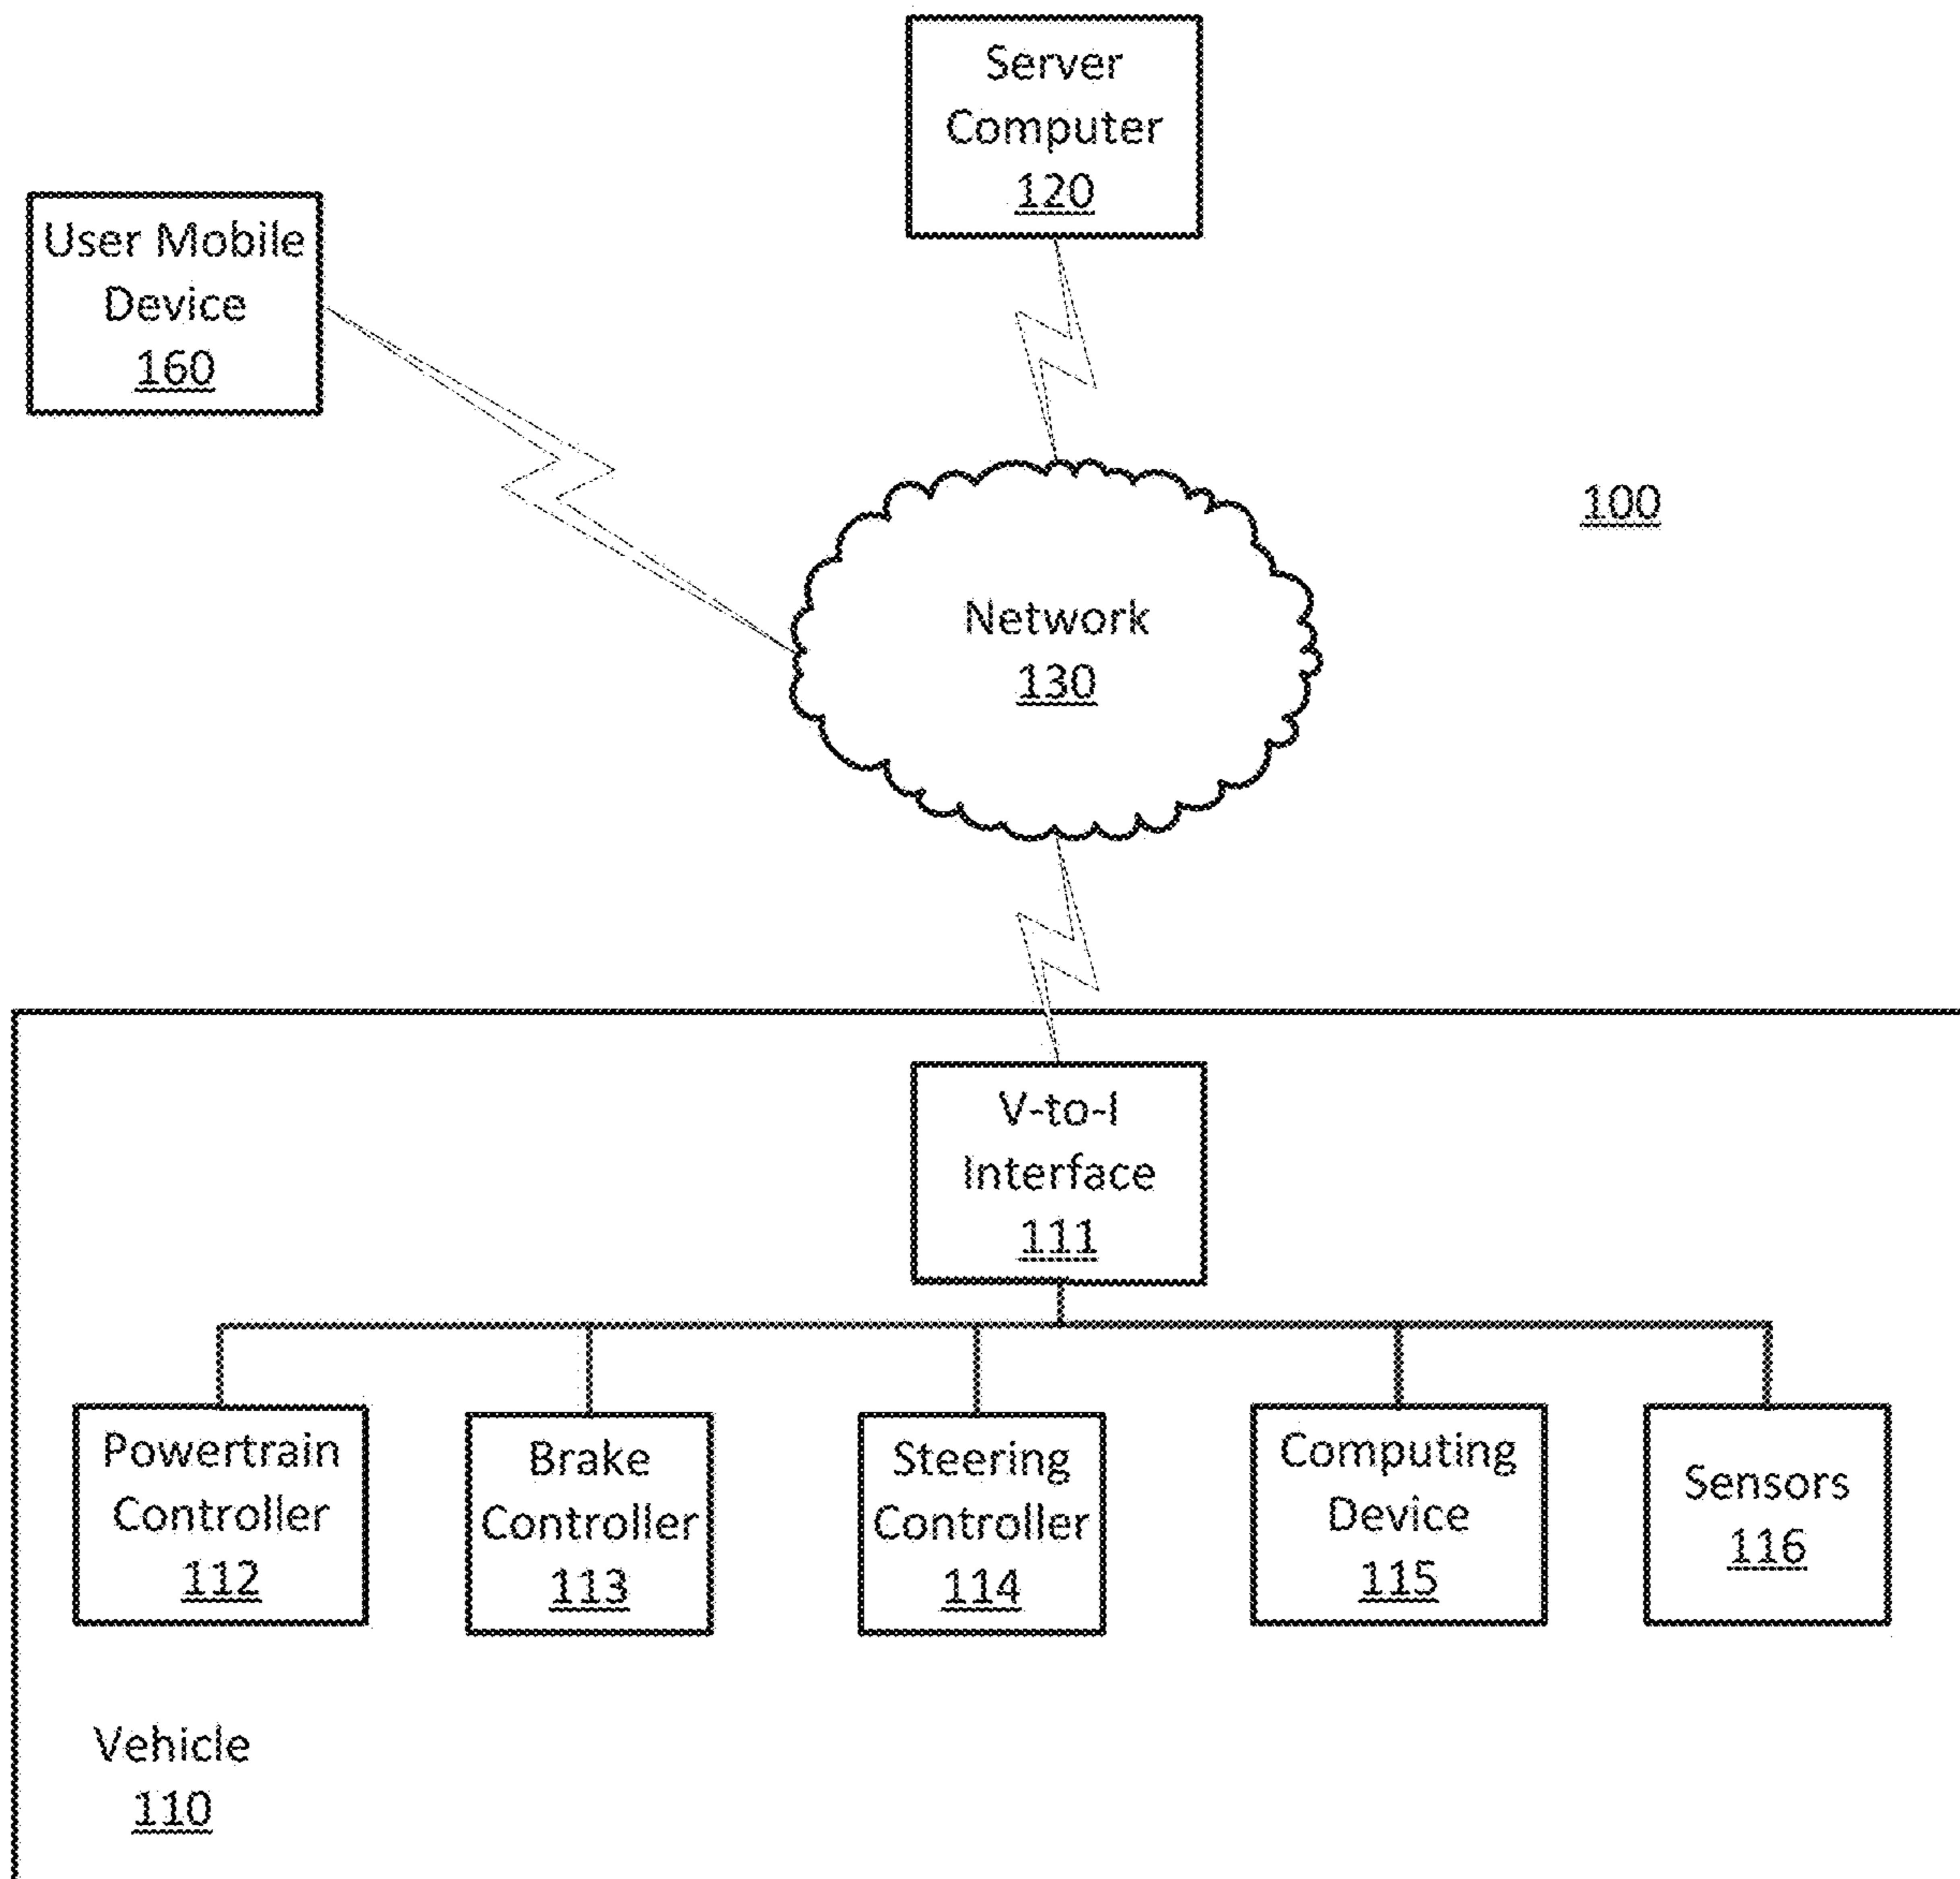 Server
Computer
120
User Mobile
Device
160
100
Network
130
V-to-I
Interface
111
Powertrain
Controller
112
Brake
Controller
113
Steering
Controller
114
Computing
Device
115
Sensors
116
Vehicle
110